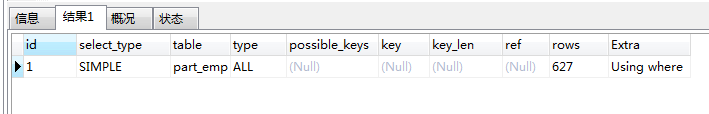 信息 结果1 概况 状态
id select_type table type possible_keys key key_len ref rows Extra
1 SIMPLE part_emp ALL (Null) (Null) (Null) (Null) 627 Using where